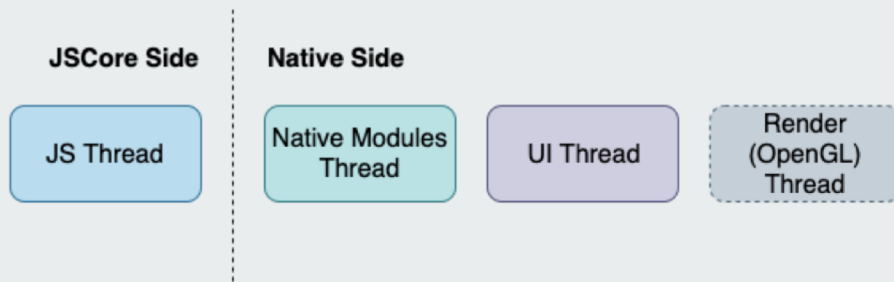 JSCore Side
Native Side
JS Thread
Native Modules
Thread
UI Thread
Render
(OpenGL)
Thread